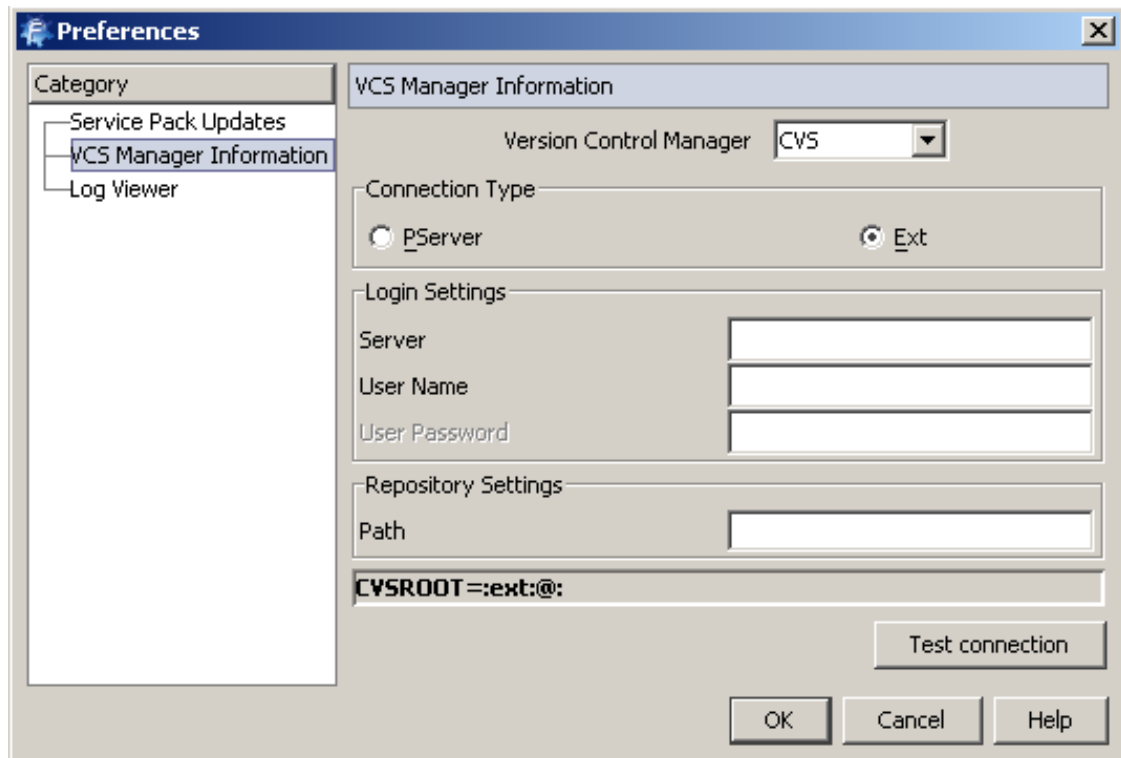 Preferences
Category
Service Pack Updates
VCS Manager Information
Log Viewer
VCS Manager Information
Version Control Manager CVS
Connection Type
PServer Ext
Login Settings
Server
User Name
User Password
Repository Settings
Path
CVSROOT=:ext:@:
Test connection
OK Cancel Help